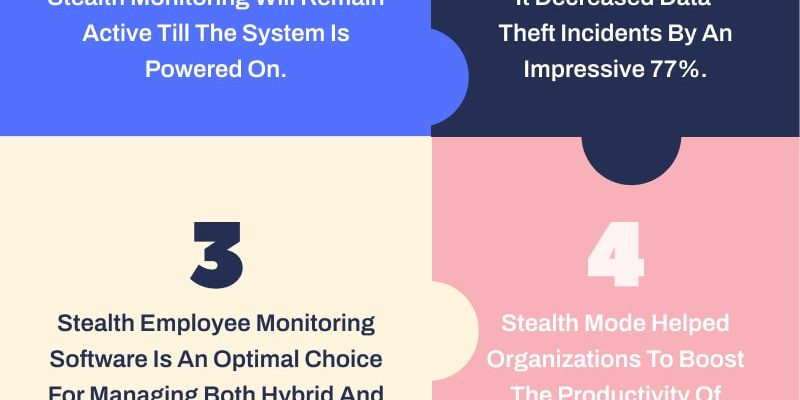 Stealth Monitoring Will Remain
Active Till The System Is
Powered On.
It Decreased Data
Theft Incidents By An
Impressive 77%.
3
Stealth Employee Monitoring
Software Is An Optimal Choice
For Managing Both Hybrid And
4
Stealth Mode Helped
Organizations To Boost
The Productivity Of